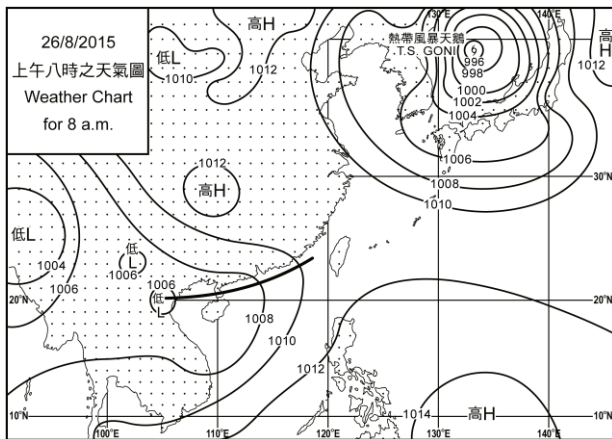 26/8/2015
上午八時之天氣圖
Weather Chart
for 8 a.m.
高H
130°E
140°E
熱帶風暴天鵝
T.S. GONI
996
998
1000
1002
1004
1006
1008
1010
低L
1010
1012
高H
1012
1012
高H
30°N
低L
1004
1006
低
L
1006
1006
低
L
20°N
20°N
1008
1010
1012
1014
高H
10°N
10°N
100°E
110°E
120°E
130°E
140°E